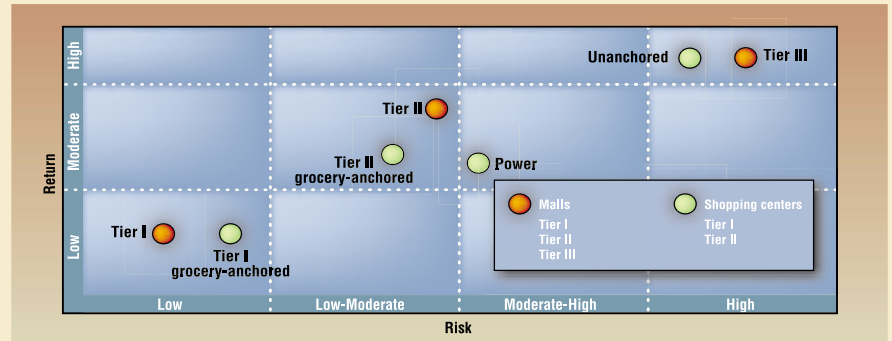 High
Unanchored
Tier III
Return
Moderate
Tier II
Tier II
grocery-anchored
Power
Malls
Tier I
Tier II
Tier III
Shopping centers
Tier I
Tier II
Low
Tier I
Tier I
grocery-anchored
Low
Low-Moderate
Moderate-High
High
Risk